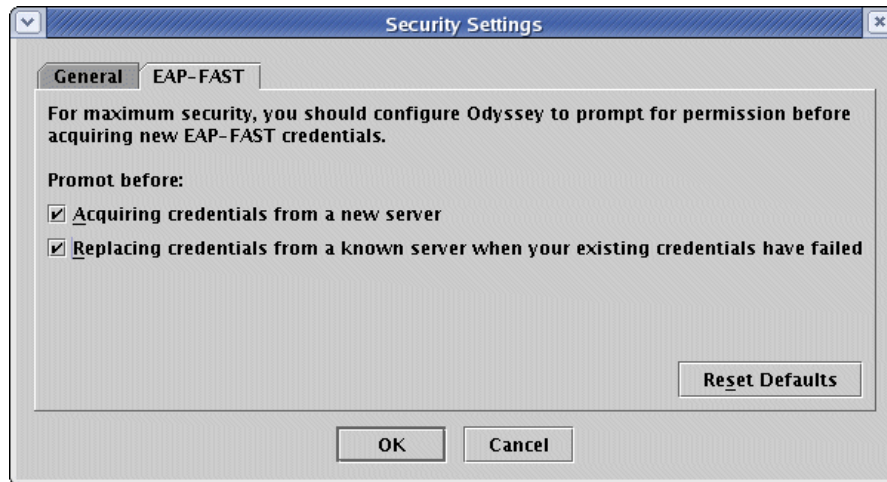 Security Settings
General EAP-FAST
For maximum security, you should configure Odyssey to prompt for permission before
acquiring new EAP-FAST credentials.
Promot before:
Acquiring credentials from a new server
Replacing credentials from a known server when your existing credentials have failed
Reset Defaults
OK Cancel